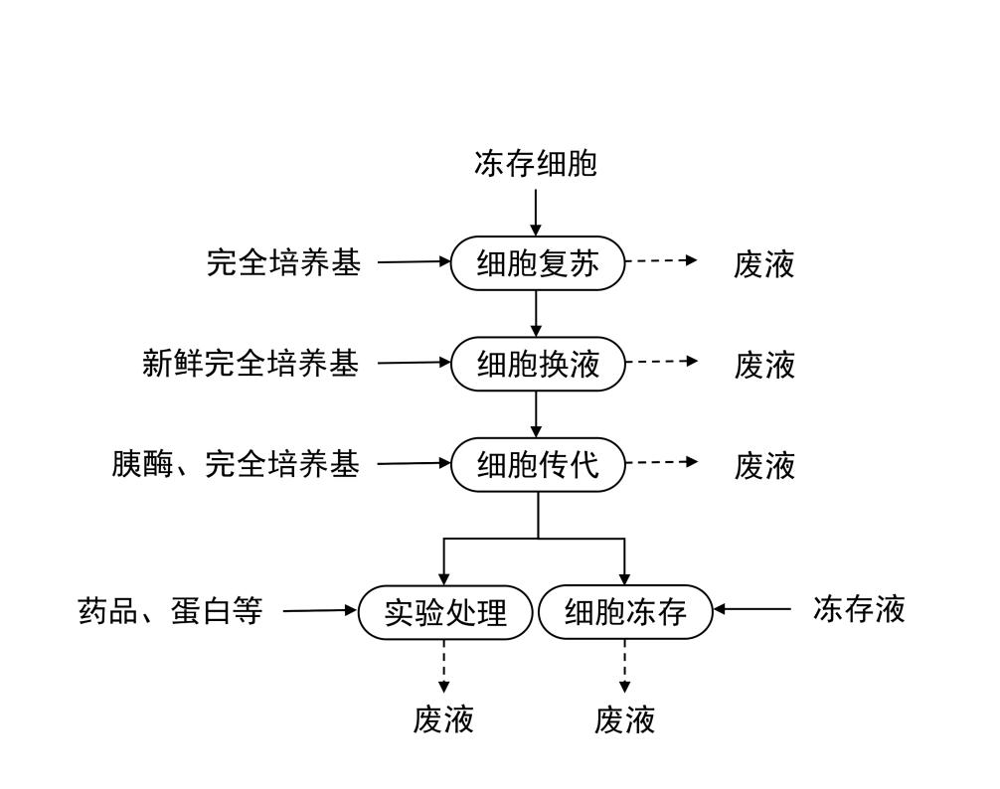 冻存细胞
完全培养基
细胞复苏
废液
新鲜完全培养基
细胞换液
废液
胰酶、完全培养基
细胞传代
废液
药品、蛋白等
实验处理
细胞冻存
冻存液
废液
废液